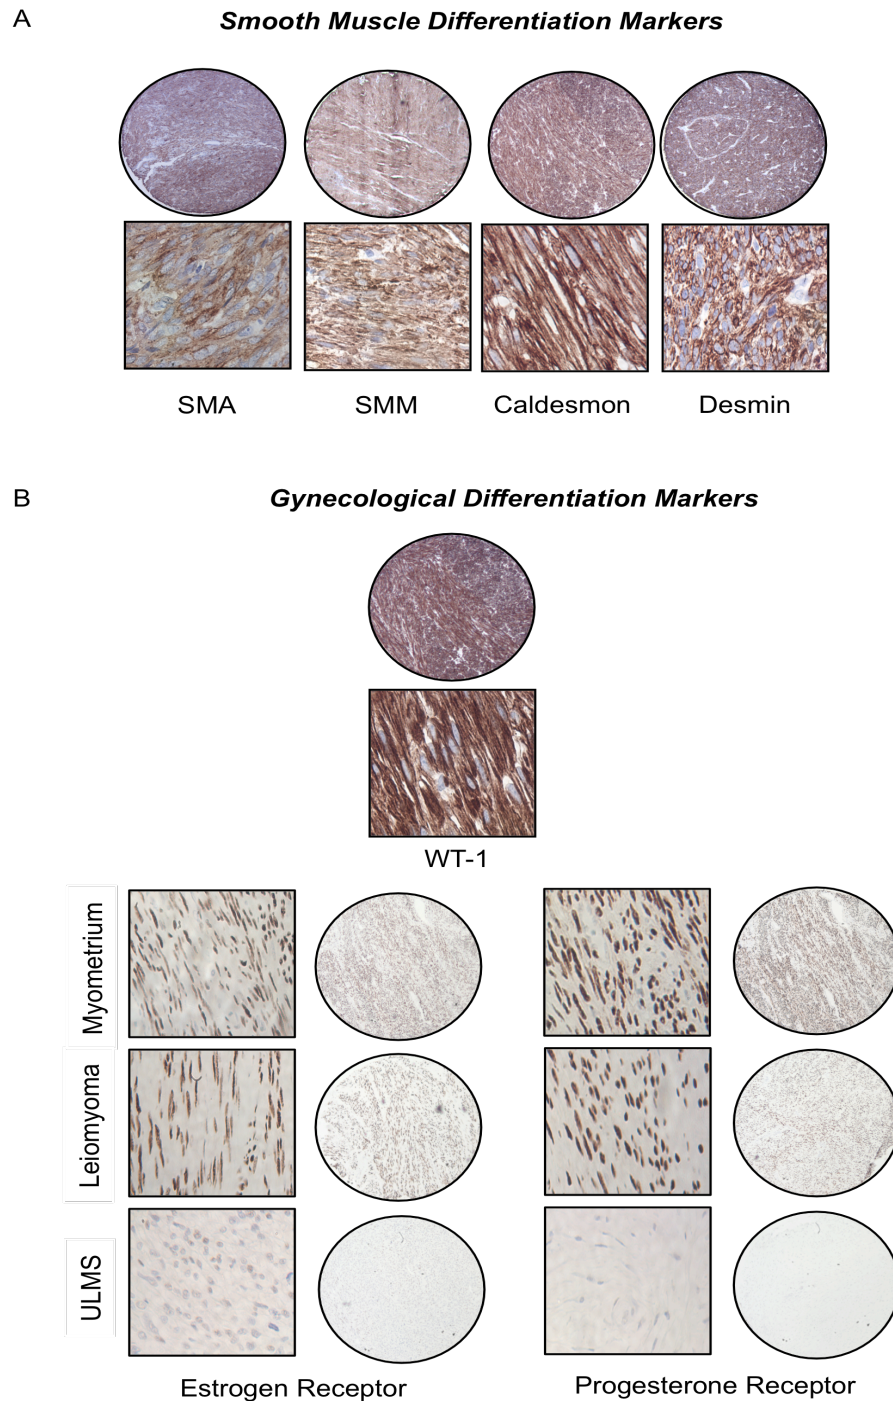 A
Smooth Muscle Differentiation Markers
SMA
SMM
Caldesmon
Desmin
B
Gynecological Differentiation Markers
WT-1
Myometrium
Leiomyoma
ULMS
Estrogen Receptor
Progesterone Receptor